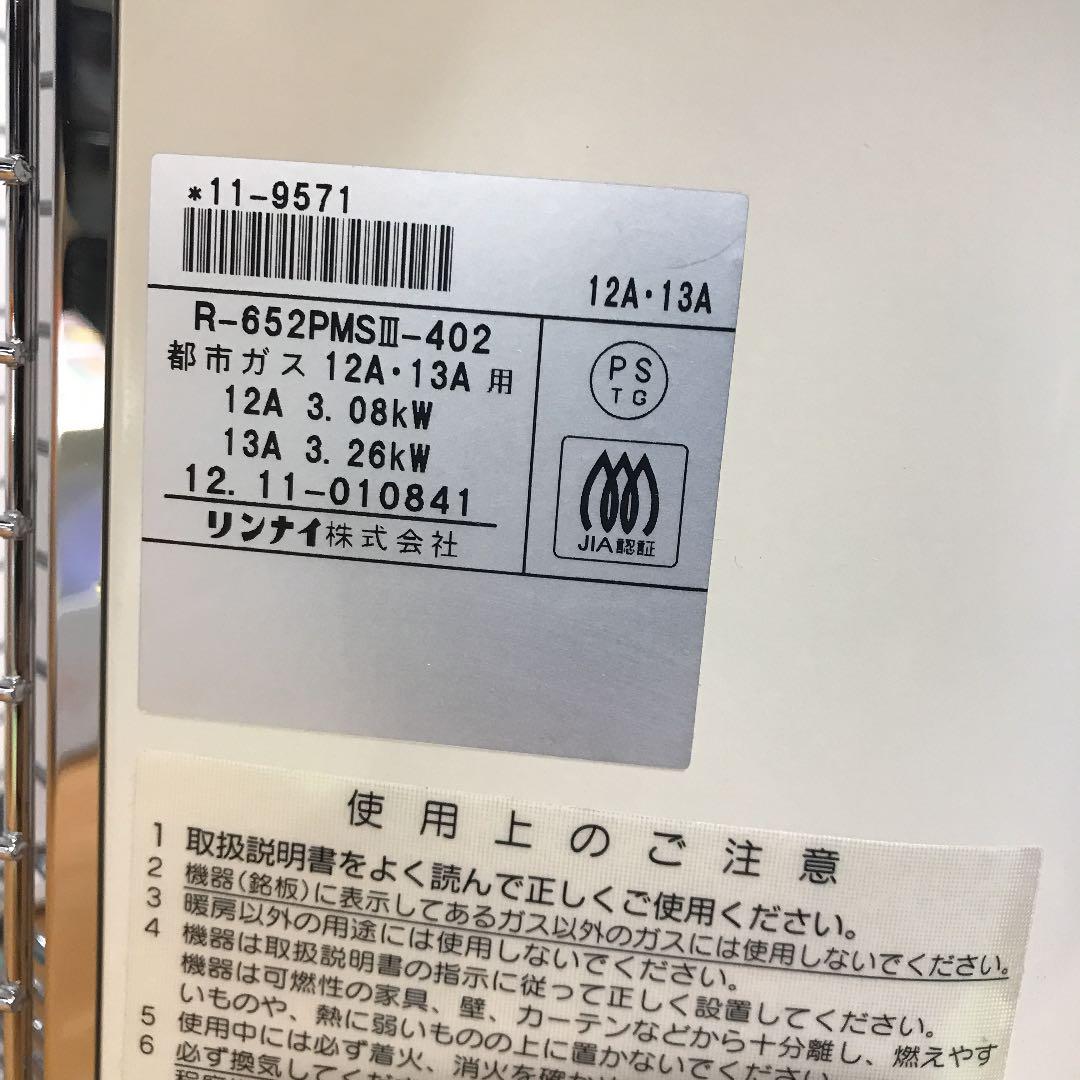 *11-9571
12A・13A
R-652PMSⅢ-402
都市ガス 12A・13A 用
12A 3.08kW
13A 3.26kW
12.11-010841
リンナイ株式会社
PS
TG
JIA認証
使用上のご注意
1 取扱説明書をよく読んで正しくご使用ください。
2 機器(銘板)に表示してあるガス以外のガスには使用しないでください。
3 暖房以外の用途には使用しないでください。
4 機器は取扱説明書の指示に従って正しく設置してください。
機器は可燃性の家具、壁、カーテンなどから十分離し、燃えやす
いものや、熱に弱いものの上に置かないでください。
5 使用中には必ず着火、消火を確か
6 必ず換気してくだ